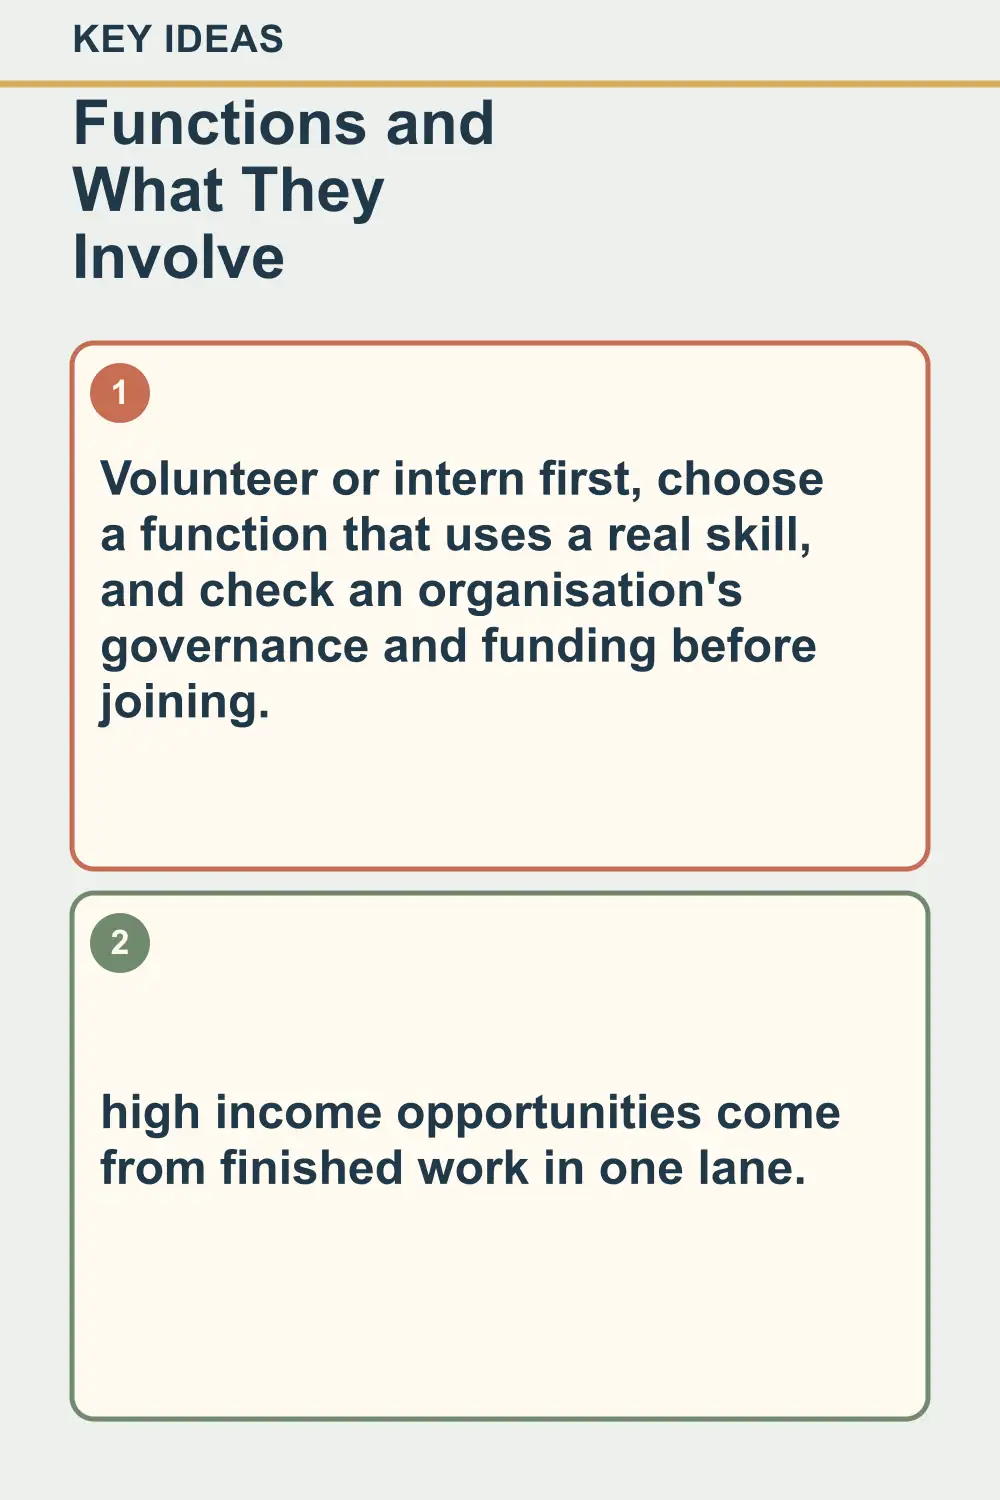 KEY IDEAS
Functions and
What They
Involve
1
Volunteer or intern first, choose
a function that uses a real skill,
and check an organisation's
governance and funding before
joining.
2
high income opportunities come
from finished work in one lane.